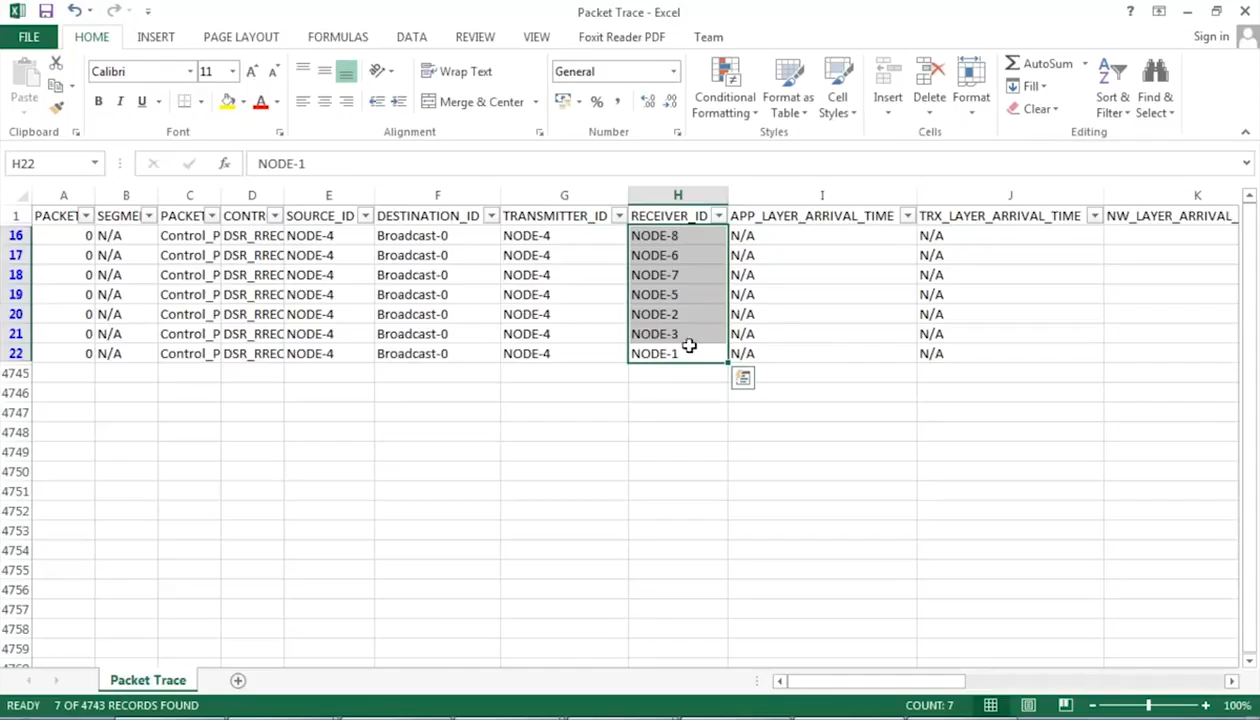 Packet Trace - Excel
?
FILE HOME INSERT PAGE LAYOUT FORMULAS DATA REVIEW VIEW Foxit Reader PDF Team Sign in
Calibri 11 Wrap Text General AutoSum
Fill
Paste B I U Merge & Center % , Conditional Formatting Format as Table Cell Styles Insert Delete Format Clear Sort & Filter Find & Select
Clipboard Font Alignment Number Styles Cells Editing
H22 fx NODE-1
A B C D E F G H I J K
1 PACKET SEGME PACKET CONTR SOURCE_ID DESTINATION_ID TRANSMITTER_ID RECEIVER_ID APP_LAYER_ARRIVAL_TIME TRX_LAYER_ARRIVAL_TIME NW_LAYER_ARRIVAL_
16 0 N/A Control_P DSR_RREC NODE-4 Broadcast-0 NODE-4 NODE-8 N/A N/A
17 0 N/A Control_P DSR_RREC NODE-4 Broadcast-0 NODE-4 NODE-6 N/A N/A
18 0 N/A Control_P DSR_RREC NODE-4 Broadcast-0 NODE-4 NODE-7 N/A N/A
19 0 N/A Control_P DSR_RREC NODE-4 Broadcast-0 NODE-4 NODE-5 N/A N/A
20 0 N/A Control_P DSR_RREC NODE-4 Broadcast-0 NODE-4 NODE-2 N/A N/A
21 0 N/A Control_P DSR_RREC NODE-4 Broadcast-0 NODE-4 NODE-3 N/A N/A
22 0 N/A Control_P DSR_RREC NODE-4 Broadcast-0 NODE-4 NODE-1 N/A N/A
4745
4746
4747
4748
4749
4750
4751
4752
4753
4754
4755
4756
4757
4758
4759
Packet Trace
READY 7 OF 4743 RECORDS FOUND COUNT: 7 100%